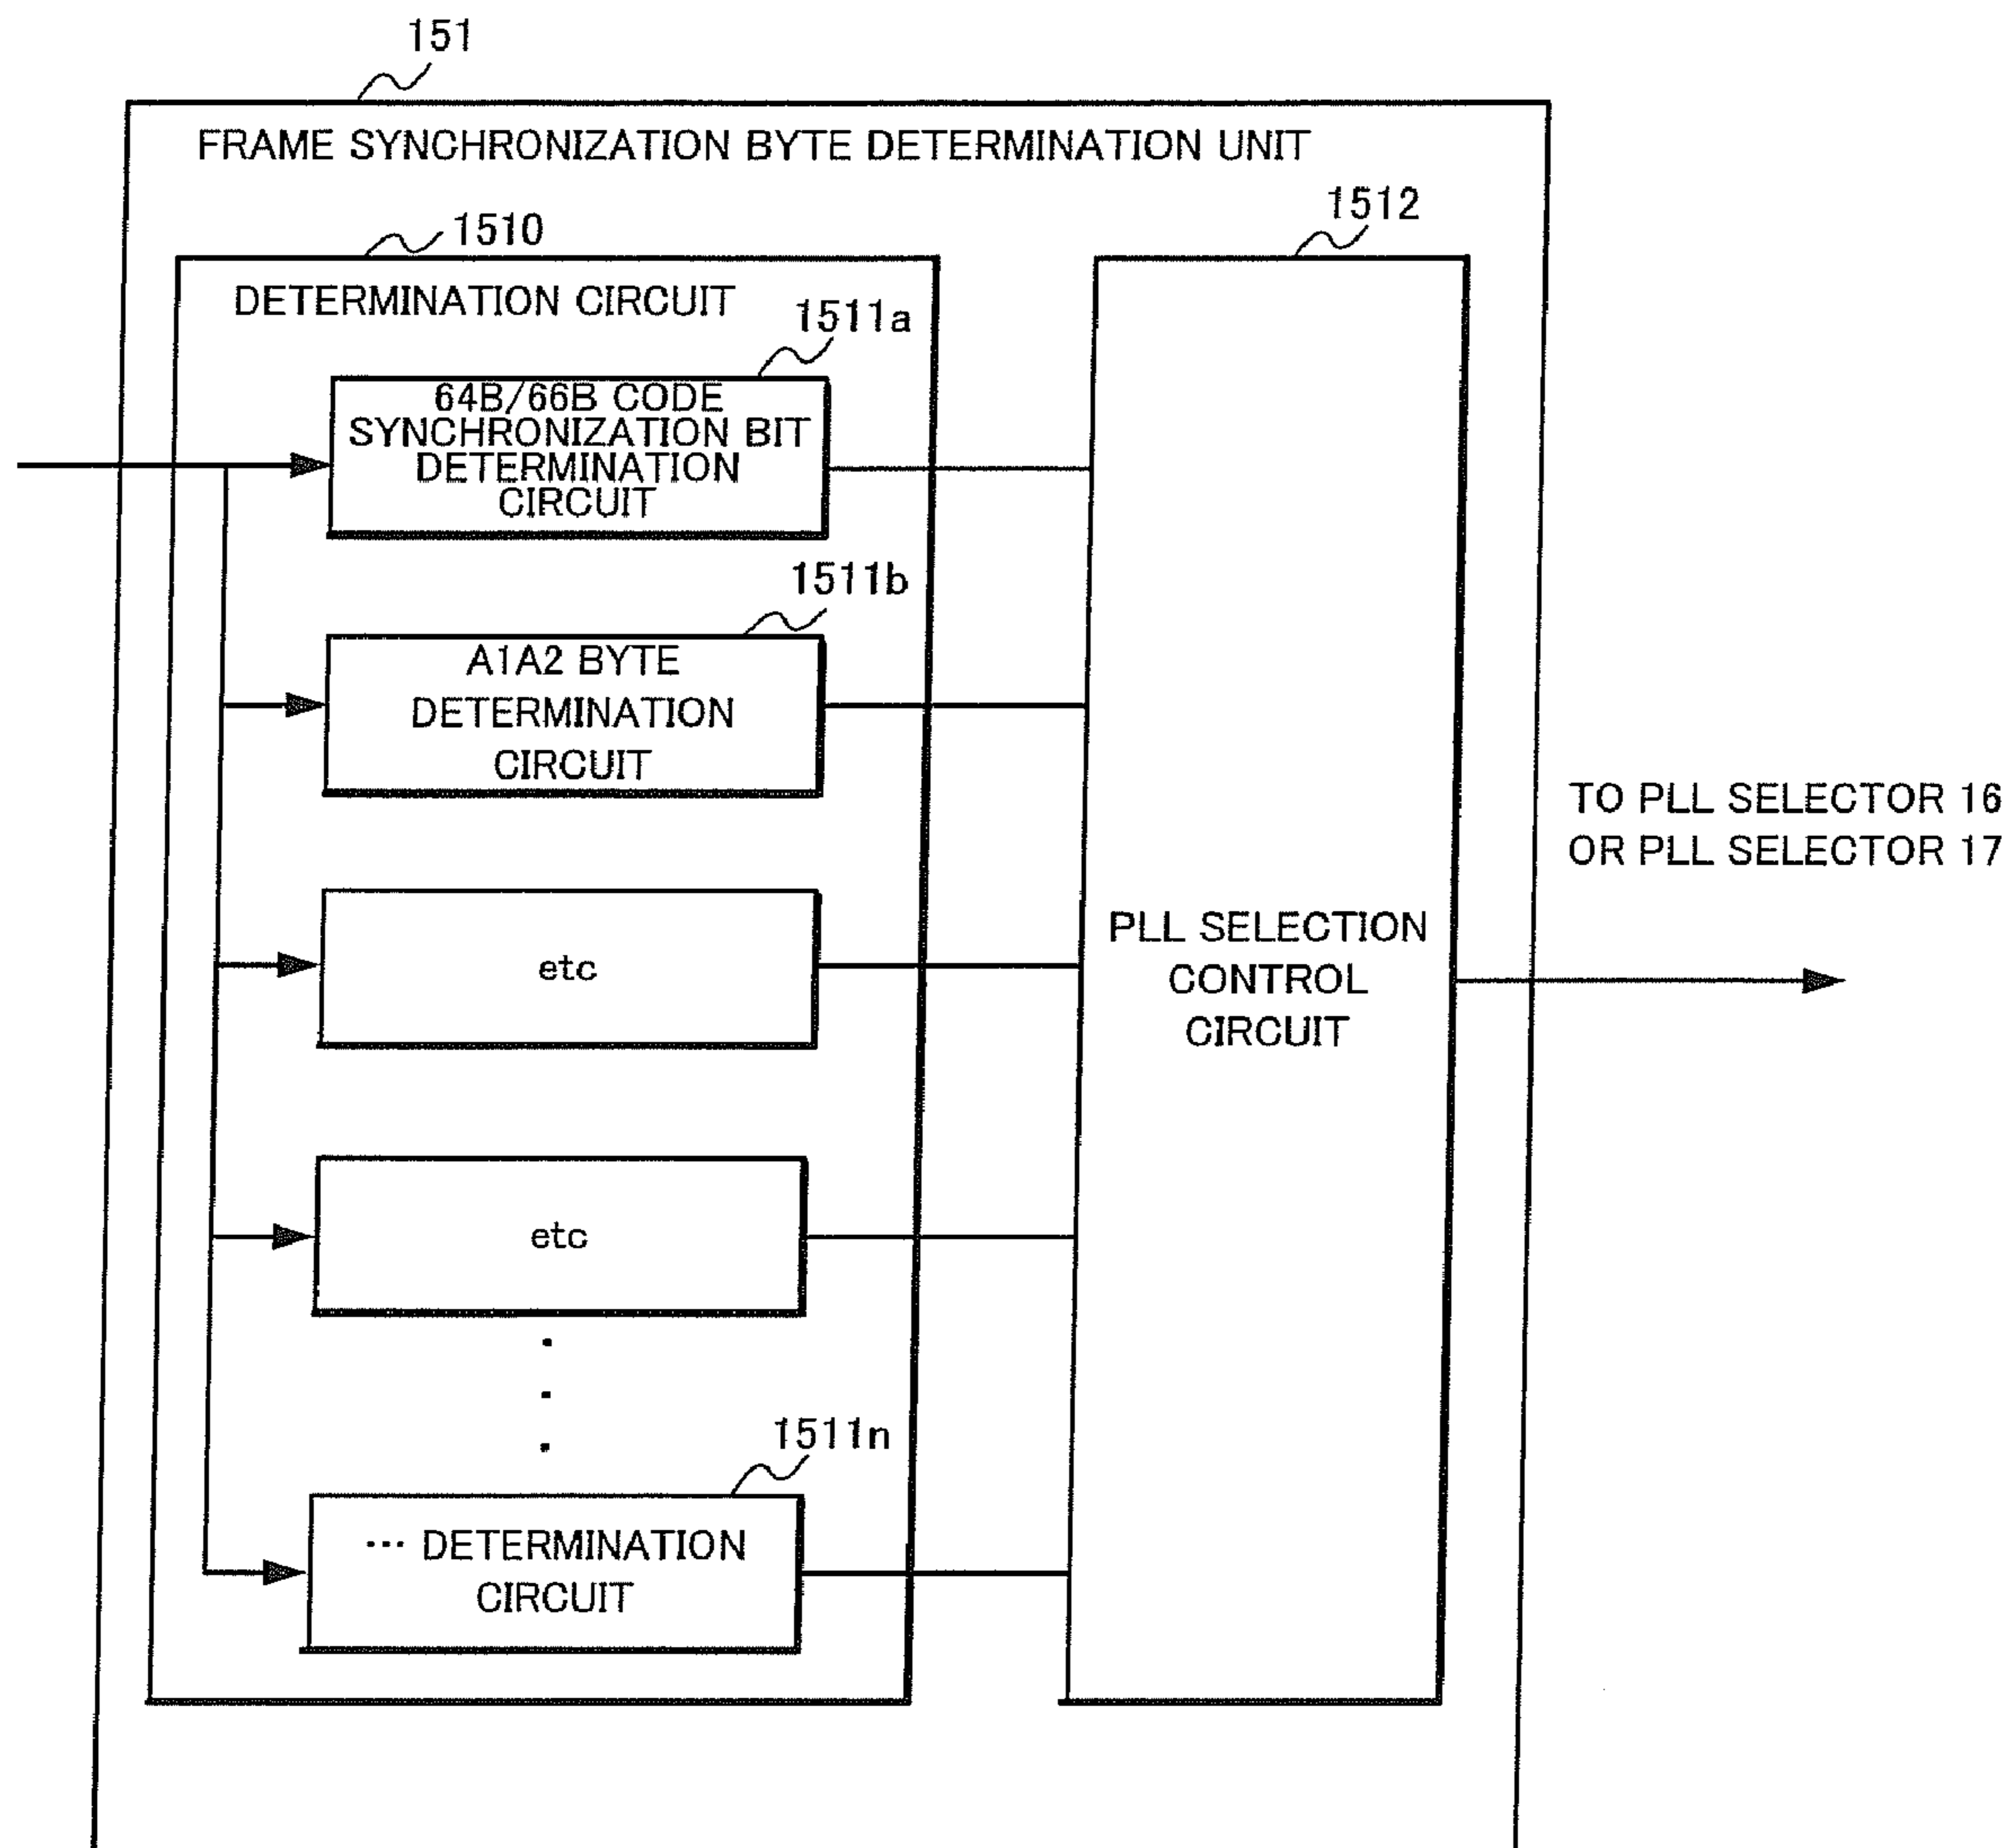 151
FRAME SYNCHRONIZATION BYTE DETERMINATION UNIT
1510
1512
DETERMINATION CIRCUIT
1511a
64B/66B CODE
SYNCHRONIZATION BIT
DETERMINATION
CIRCUIT
1511b
A1A2 BYTE
DETERMINATION
CIRCUIT
TO PLL SELECTOR 16
OR PLL SELECTOR 17
etc
PLL SELECTION
CONTROL
CIRCUIT
etc
1511n
··· DETERMINATION
CIRCUIT